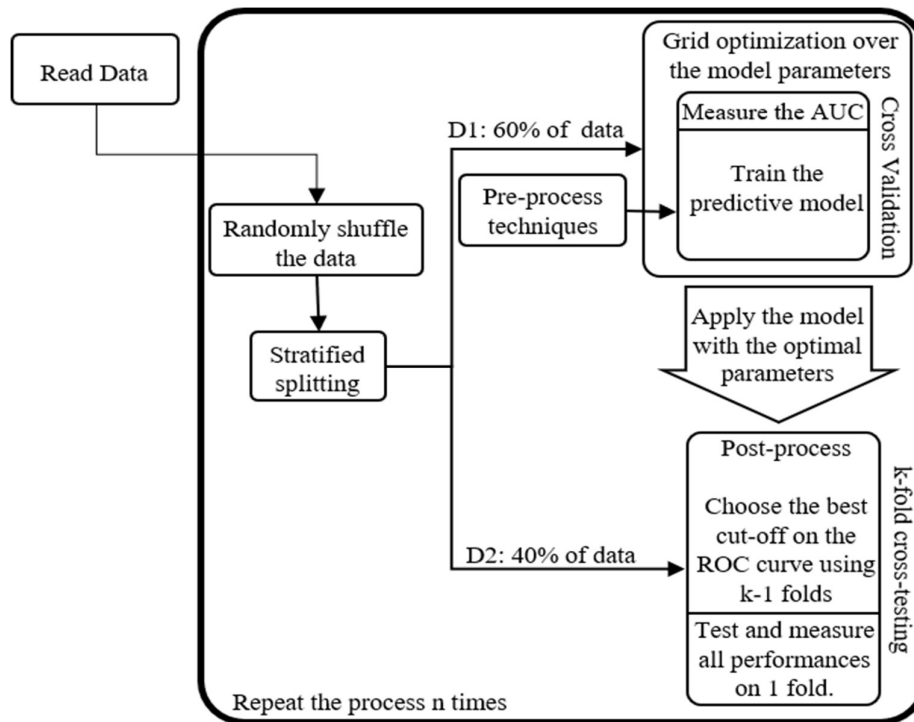 Read Data
Randomly shuffle
the data
Stratified
splitting
D1: 60% of data
Pre-process
techniques
Grid optimization over
the model parameters
Measure the AUC
Train the
predictive model
Cross Validation
Apply the model
with the optimal
parameters
D2: 40% of data
Post-process
Choose the best
cut-off on the
ROC curve using
k-1 folds
Test and measure
all performances
on 1 fold.
k-fold cross-testing
Repeat the process n times